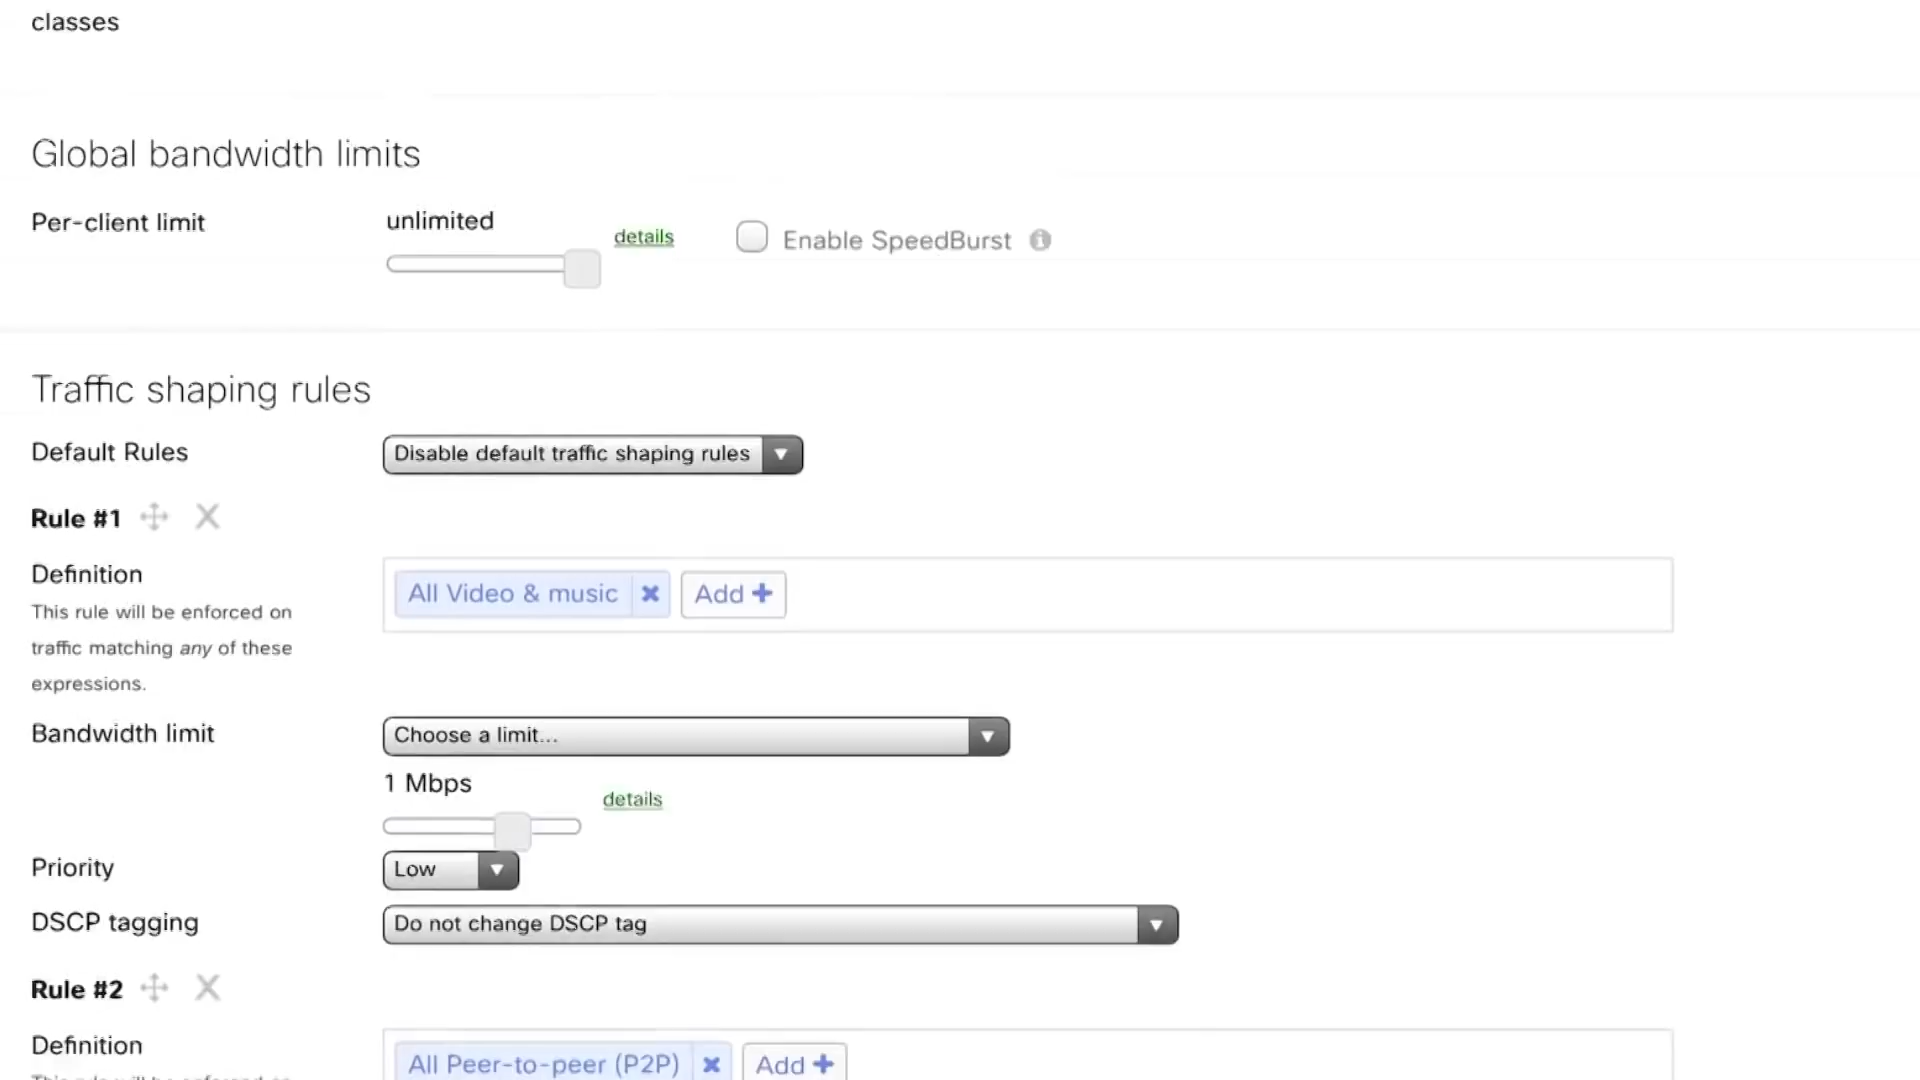 classes
Global bandwidth limits
Per-client limit
unlimited
details
Enable SpeedBurst
Traffic shaping rules
Default Rules
Disable default traffic shaping rules
Rule #1
Definition
This rule will be enforced on
traffic matching any of these
expressions.
All Video & music
Add
Bandwidth limit
Choose a limit...
1 Mbps
details
Priority
Low
DSCP tagging
Do not change DSCP tag
Rule #2
Definition
All Peer-to-peer (P2P)
Add